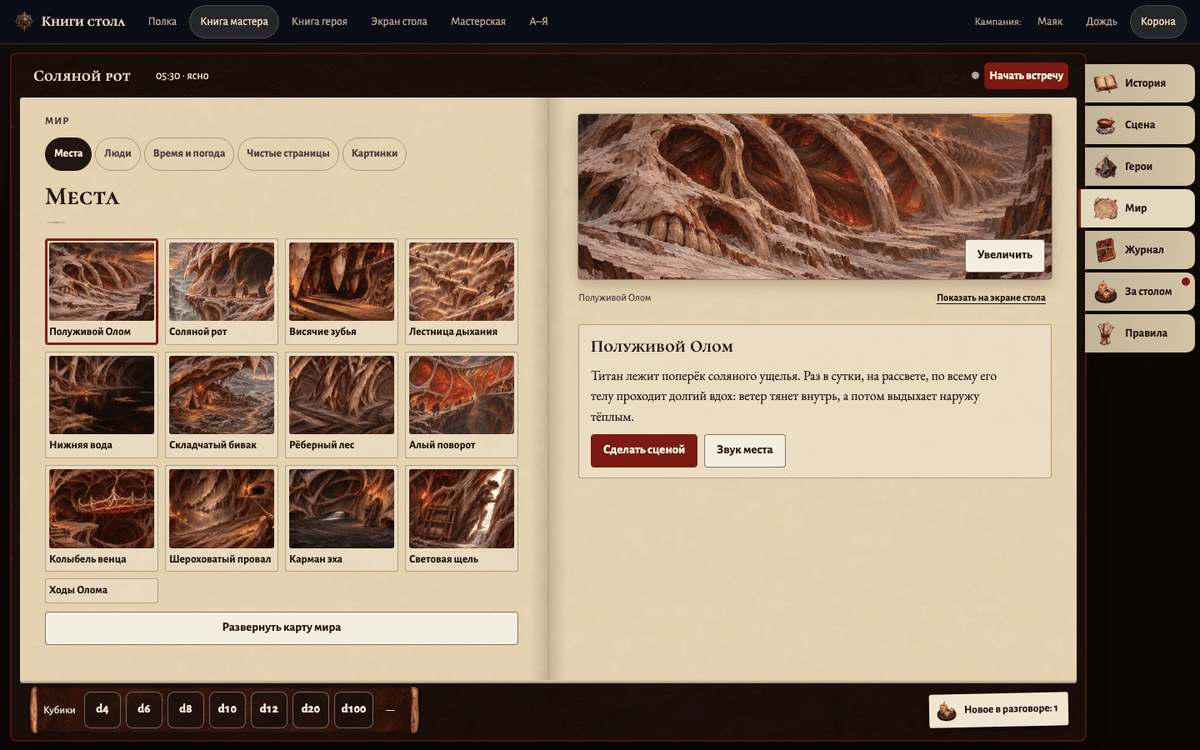 Книги стола
Полка
Книга мастера
Книга героя
Экран стола
Мастерская
А–Я
Кампания:
Маяк
Дождь
Корона
Соляной рот
05:30 · ясно
Начать встречу
МИР
Места
Люди
Время и погода
Чистые страницы
Картинки
Места
Полуживой Олом
Соляной рот
Висячие зубья
Лестница дыхания
Нижняя вода
Складчатый бивак
Рёберный лес
Алый поворот
Колыбель венца
Шероховатый провал
Карман эха
Световая щель
Ходы Олома
Развернуть карту мира
Увеличить
Полуживой Олом
Показать на экране стола
Полуживой Олом
Титан лежит поперёк соляного ущелья. Раз в сутки, на рассвете, по всему его
телу проходит долгий вдох: ветер тянет внутрь, а потом выдыхает наружу
тёплым.
Сделать сценой
Звук места
История
Сцена
Герои
Мир
Журнал
За столом
Правила
Кубики
d4
d6
d8
d10
d12
d20
d100
—
Новое в разговоре: 1